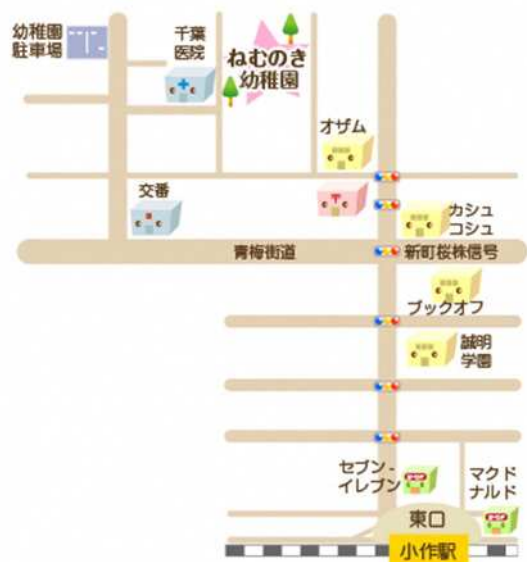 幼稚園
駐車場
千葉
医院
ねむのき
幼稚園
オザム
交番
〒
カシュ
コシュ
青梅街道
新町桜株信号
ブックオフ
誠明
学園
セブン-
イレブン
マクド
ナルド
東口
小作駅